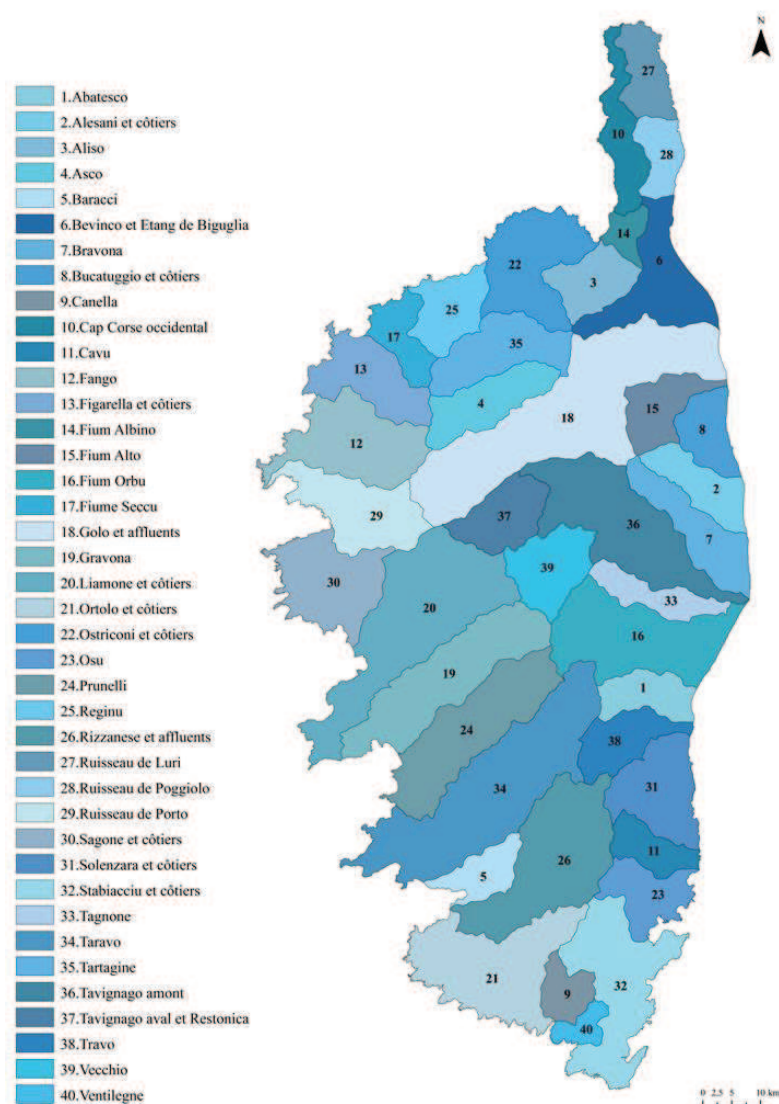 N
1.Abatesco
2.Alesani et côtiers
3.Aliso
4.Asco
5.Baracci
6.Bevinco et Etang de Biguglia
7.Bravona
8.Bucatuggio et côtiers
9.Canella
10.Cap Corse occidental
11.Cavu
12.Fango
13.Figarella et côtiers
14.Fium Albino
15.Fium Alto
16.Fium Orbu
17.Fiume Seccu
18.Golo et affluents
19.Gravona
20.Liamone et côtiers
21.Ortolo et côtiers
22.Ostriconi et côtiers
23.Osu
24.Prunelli
25.Reginu
26.Rizzanese et affluents
27.Ruisseau de Luri
28.Ruisseau de Poggiolo
29.Ruisseau de Porto
30.Sagone et côtiers
31.Solenzara et côtiers
32.Stabiacciu et côtiers
33.Tagnone
34.Taravo
35.Tartagine
36.Tavignago amont
37.Tavignago aval et Restonica
38.Travo
39.Vecchio
40.Ventilegne
27
10
28
14
6
22
3
25
17
35
13
4
18
15
8
12
2
29
37
36
7
39
30
33
20
16
19
1
24
38
34
31
11
26
5
23
21
32
9
40
0 2,5 5 10 km